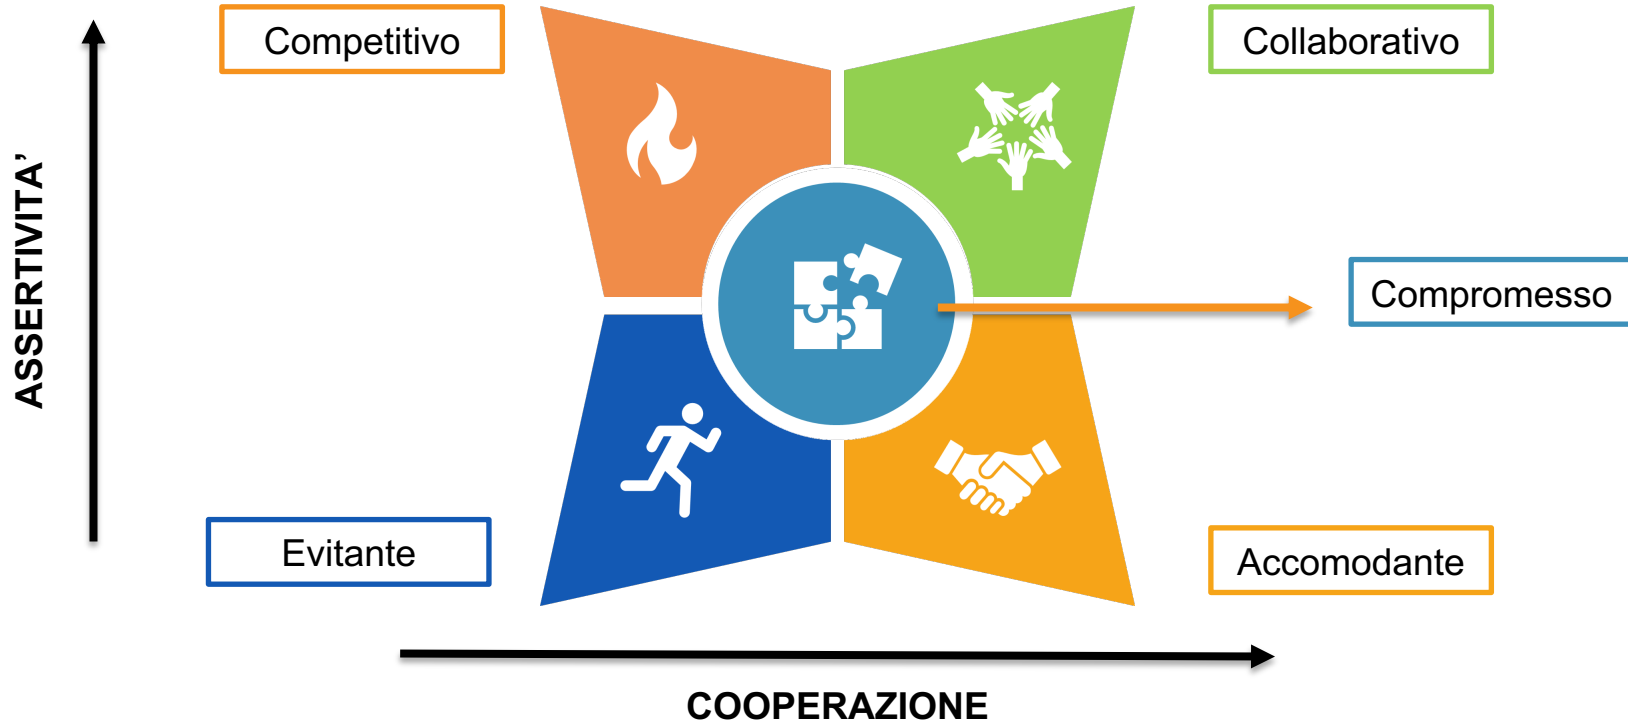 Competitivo
Collaborativo
ASSERTIVITA’
Compromesso
Evitante
Accomodante
COOPERAZIONE